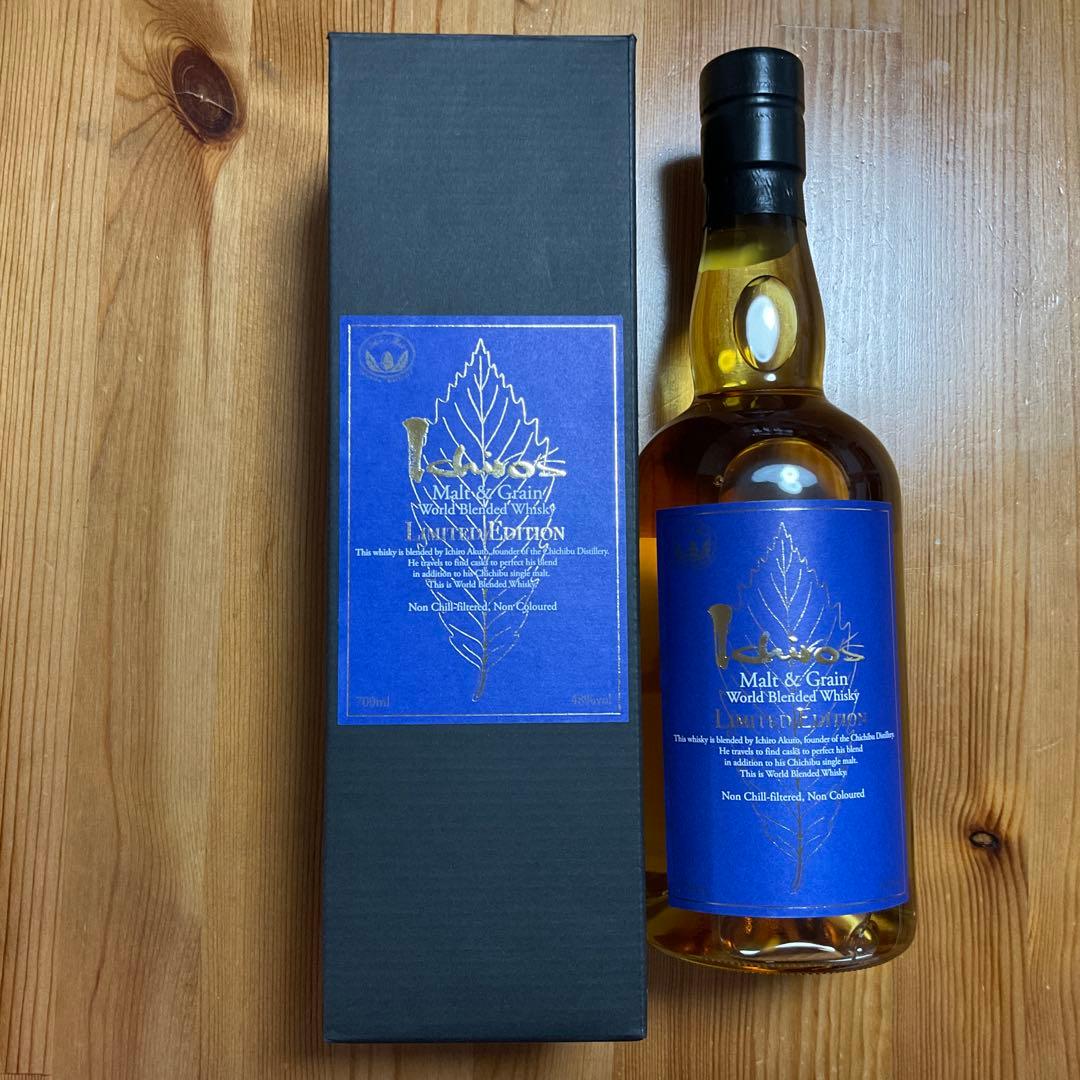 Ichiro's
Malt & Grain
World Blended Whisky
LIMITED EDITION
This whisky is blended by Ichiro Akuto, founder of the Chichibu Distillery.
He travels to find casks to perfect his blend
in addition to his Chichibu single malt.
This is World Blended Whisky.
Non Chill-filtered, Non Coloured
700ml
48%vol
Ichiro's
Malt & Grain
World Blended Whisky
LIMITED EDITION
This whisky is blended by Ichiro Akuto, founder of the Chichibu Distillery.
He travels to find casks to perfect his blend
in addition to his Chichibu single malt.
This is World Blended Whisky.
Non Chill-filtered, Non Coloured